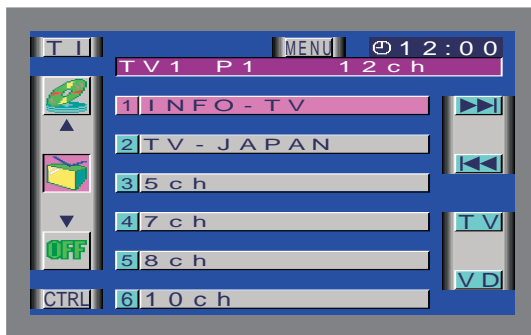 TI MENU 12:00
TV1 P1 12ch
1 INFO-TV
2 TV-JAPAN
3 5ch
4 7ch
TV
OFF
5 8ch
VD
CTRL
6 10ch